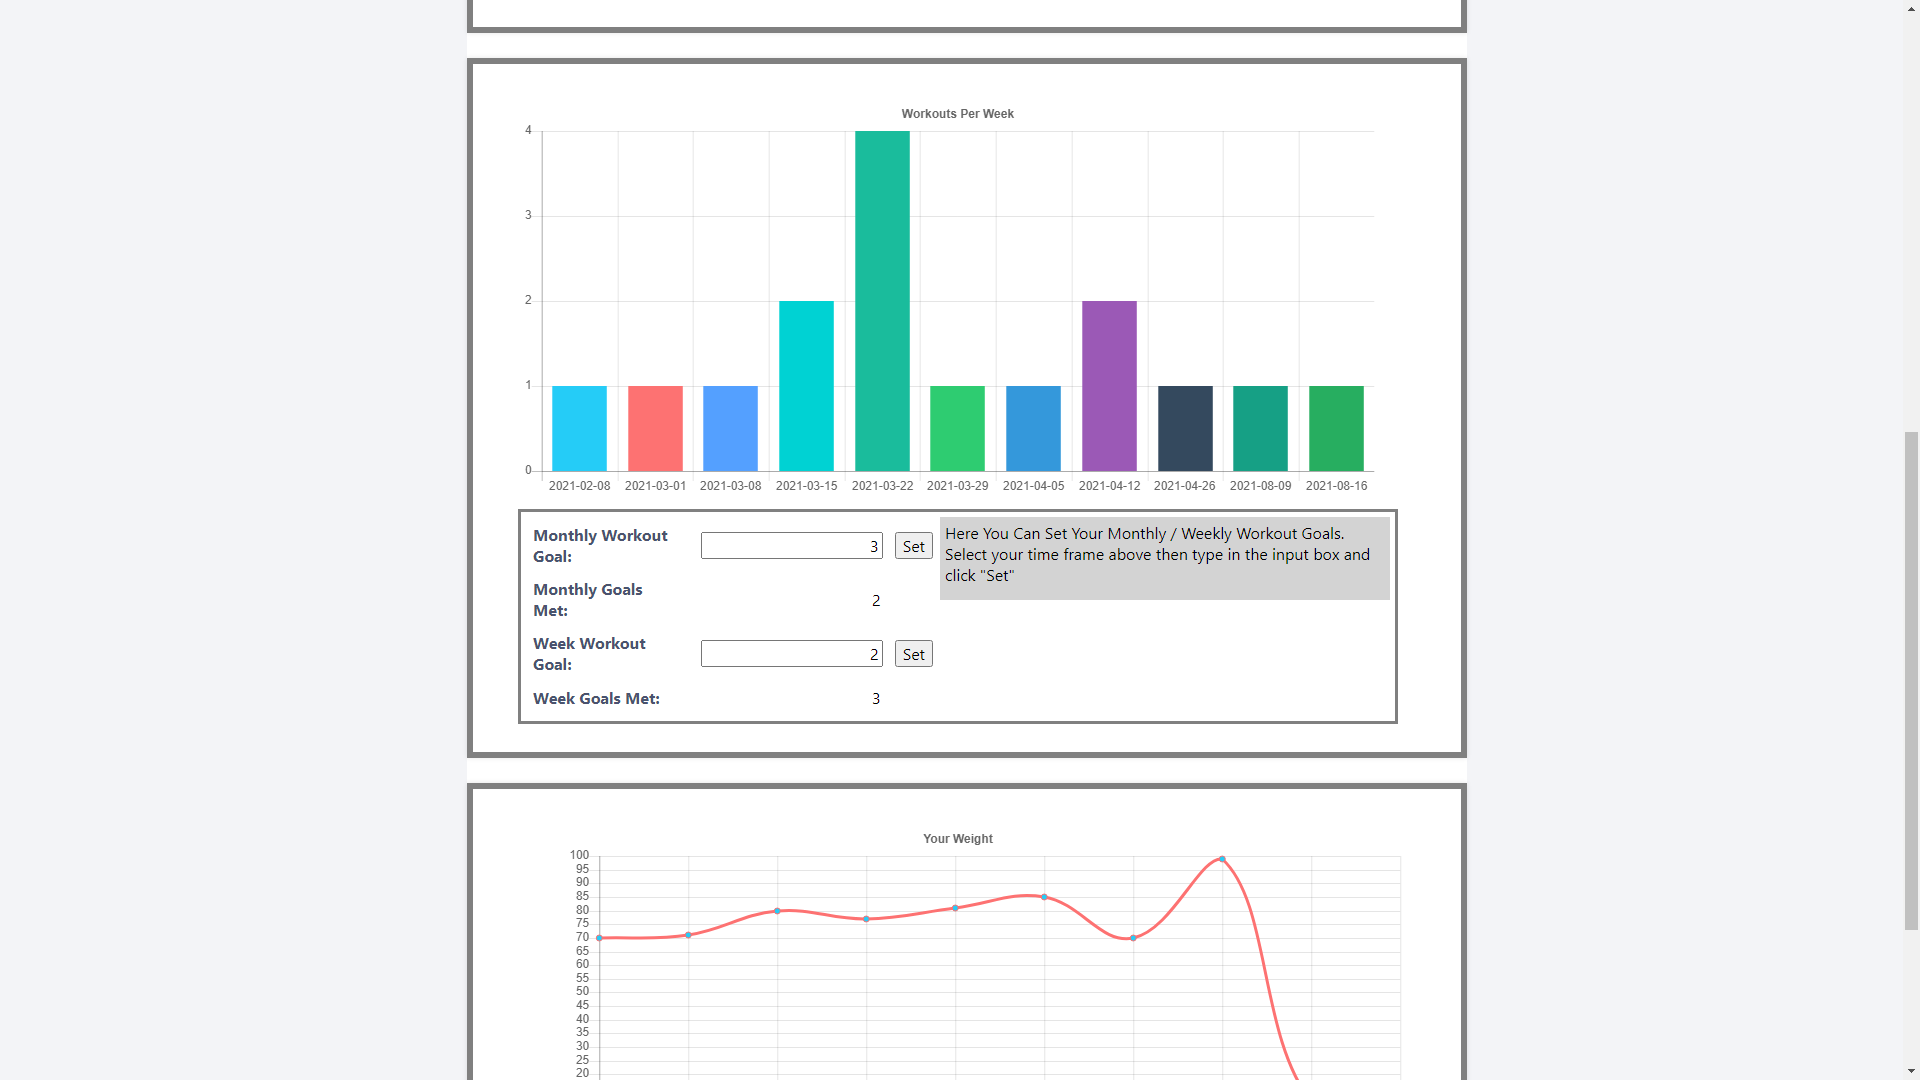 Workouts Per Week
4
3
2
1
0
2021-02-08 2021-03-01 2021-03-08 2021-03-15 2021-03-22 2021-03-29 2021-04-05 2021-04-12 2021-04-26 2021-08-09 2021-08-16
Monthly Workout
Goal:
3
Set
Here You Can Set Your Monthly / Weekly Workout Goals.
Select your time frame above then type in the input box and
click "Set"
Monthly Goals
Met:
2
Week Workout
Goal:
2
Set
Week Goals Met:
3
Your Weight
100
95
90
85
80
75
70
65
60
55
50
45
40
35
30
25
20